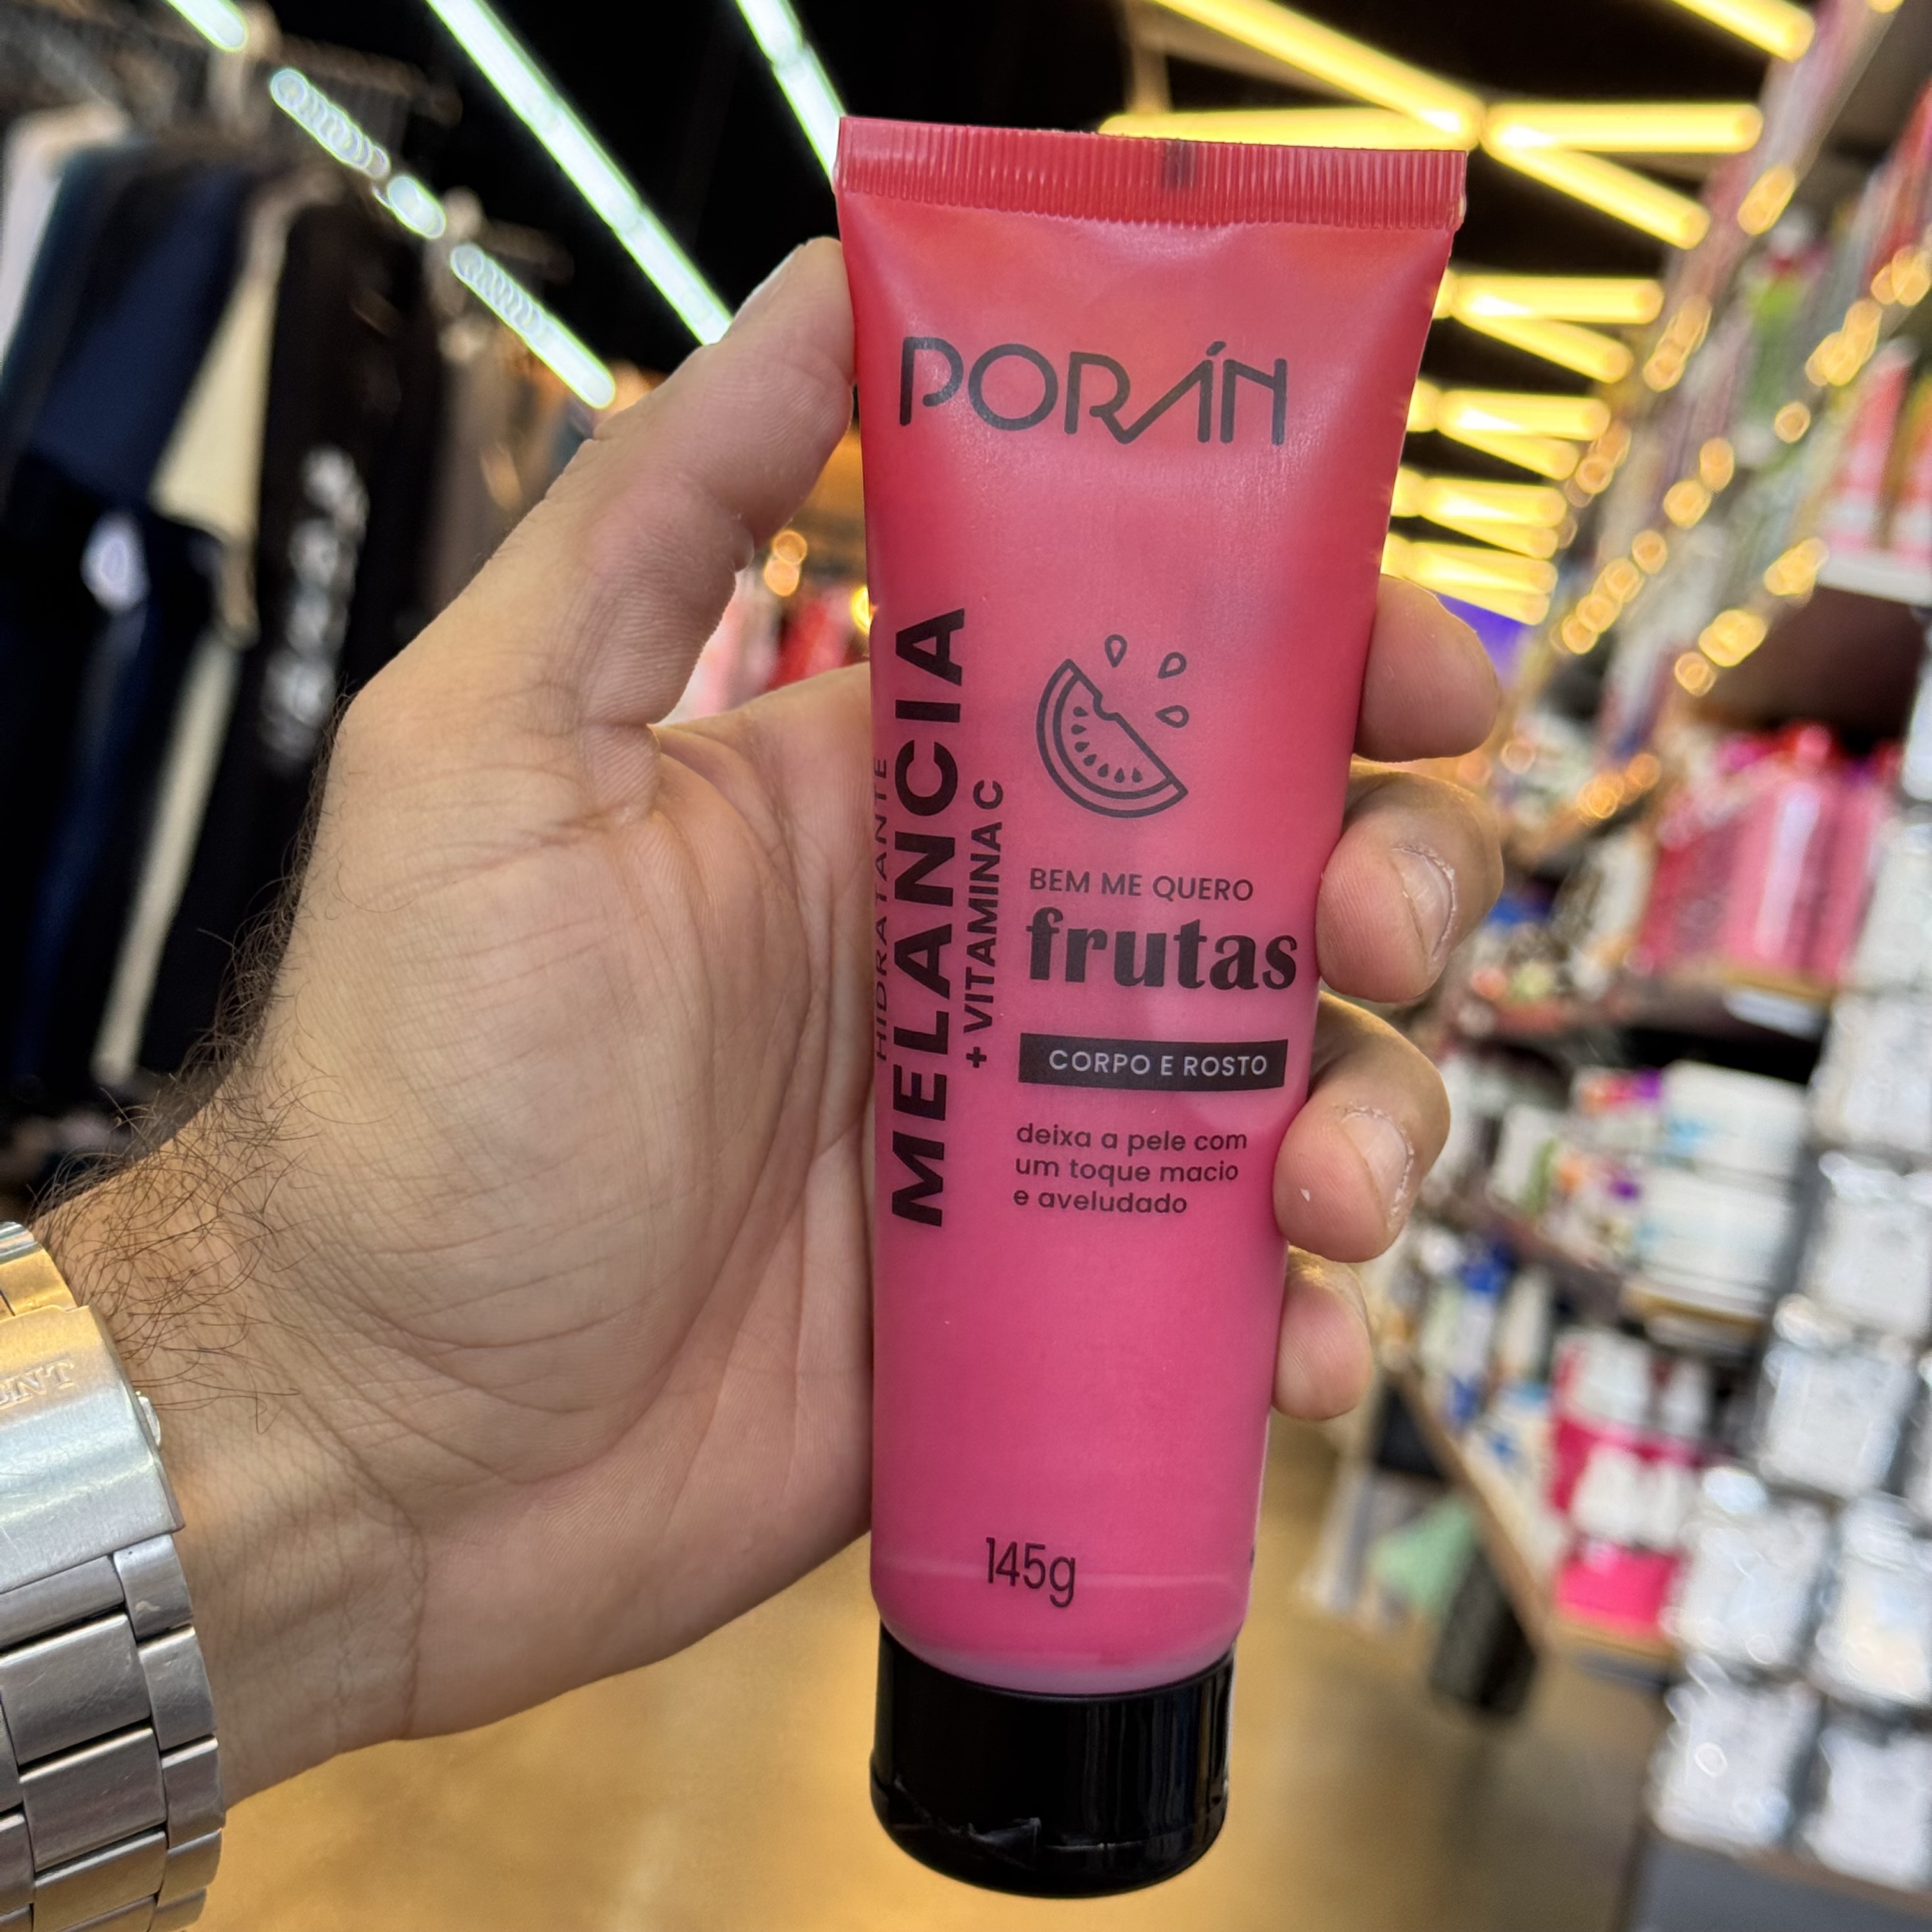 PORÁN
HIDRATANTE
MELANCIA
+ VITAMINA C
BEM ME QUERO
frutas
CORPO E ROSTO
deixa a pele com
um toque macio
e aveludado
145g